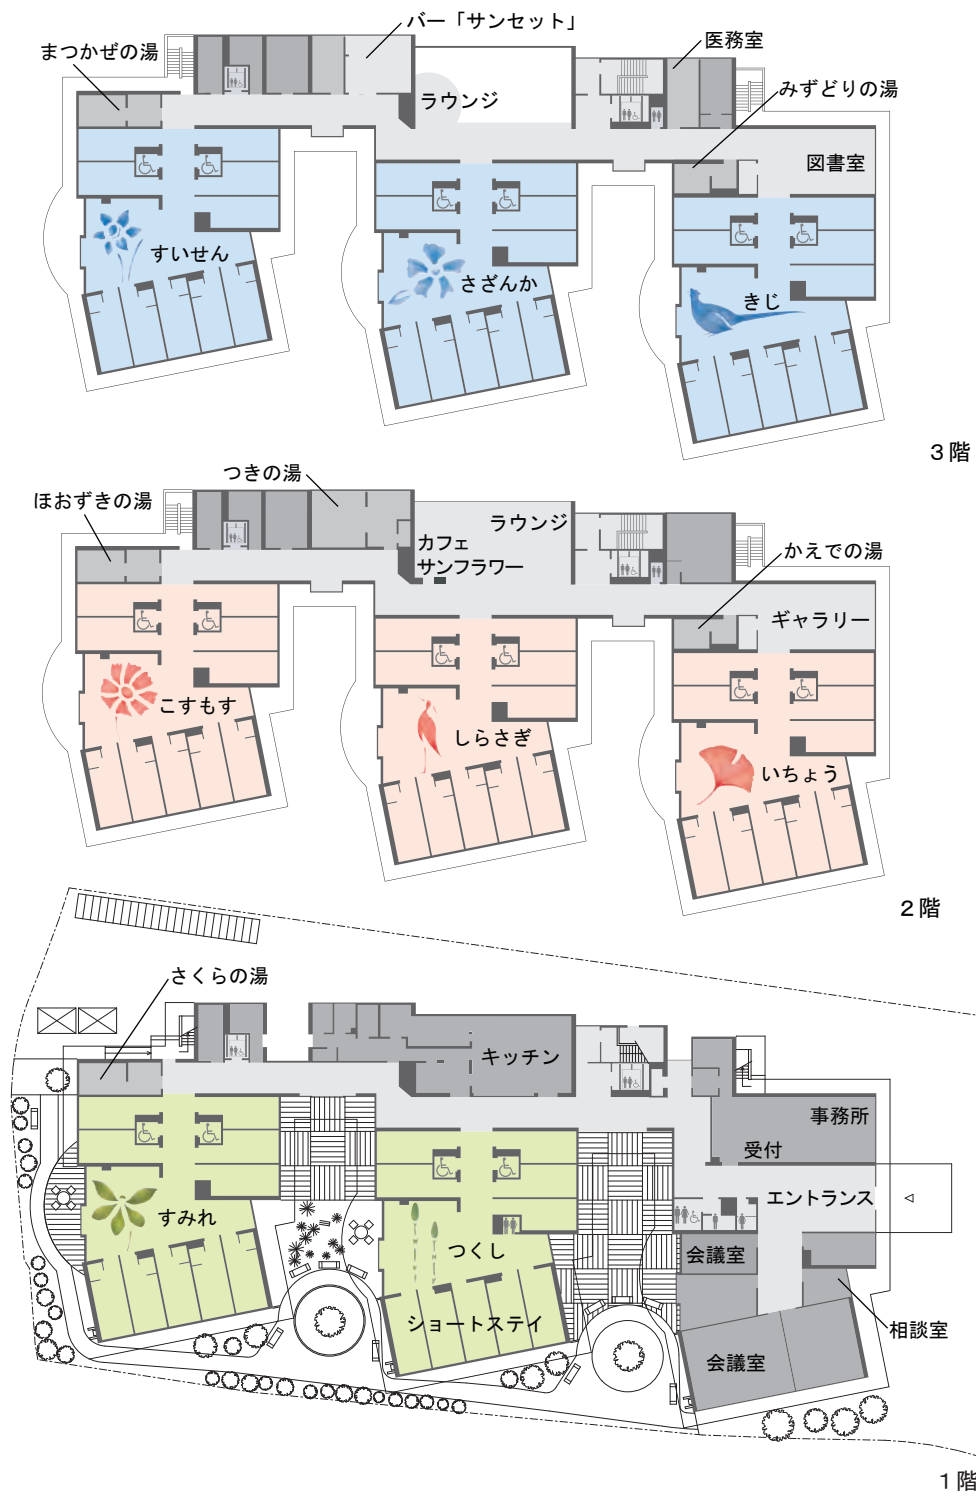 バー「サンセット」
まつかぜの湯
医務室
ラウンジ
みずどりの湯
図書室
すいせん
さざんか
きじ
3階
つきの湯
ほおずきの湯
ラウンジ
カフェ
サンフラワー
かえでの湯
ギャラリー
こすもす
しらさぎ
いちょう
2階
さくらの湯
キッチン
事務所
受付
エントランス
すみれ
つくし
会議室
ショートステイ
相談室
会議室
1階